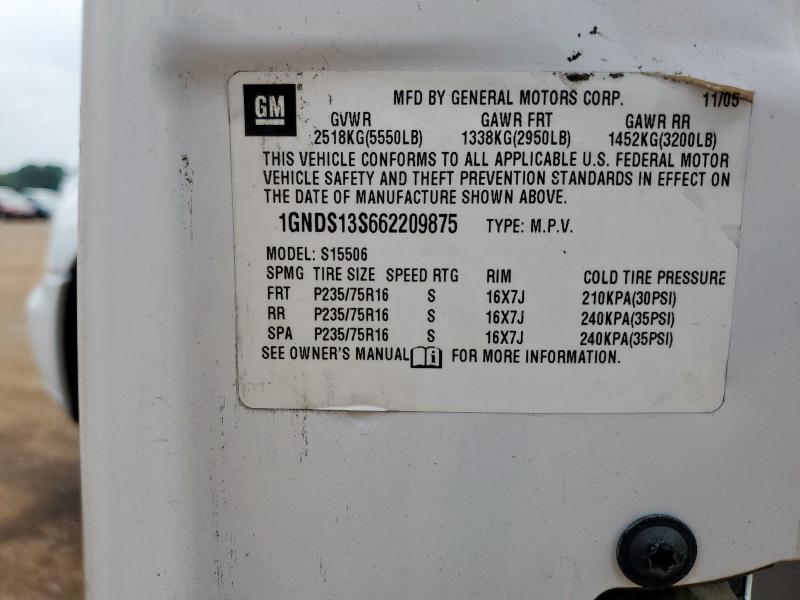 GM
MFD BY GENERAL MOTORS CORP. 11/05
GVWR GAWR FRT GAWR RR
2518KG(5550LB) 1338KG(2950LB) 1452KG(3200LB)
THIS VEHICLE CONFORMS TO ALL APPLICABLE U.S. FEDERAL MOTOR
VEHICLE SAFETY AND THEFT PREVENTION STANDARDS IN EFFECT ON
THE DATE OF MANUFACTURE SHOWN ABOVE.
1GNDS13S662209875 TYPE: M.P.V.
MODEL: S15506
SPMG TIRE SIZE SPEED RTG RIM COLD TIRE PRESSURE
FRT P235/75R16 S 16X7J 210KPA(30PSI)
RR P235/75R16 S 16X7J 240KPA(35PSI)
SPA P235/75R16 S 16X7J 240KPA(35PSI)
SEE OWNER'S MANUAL FOR MORE INFORMATION.